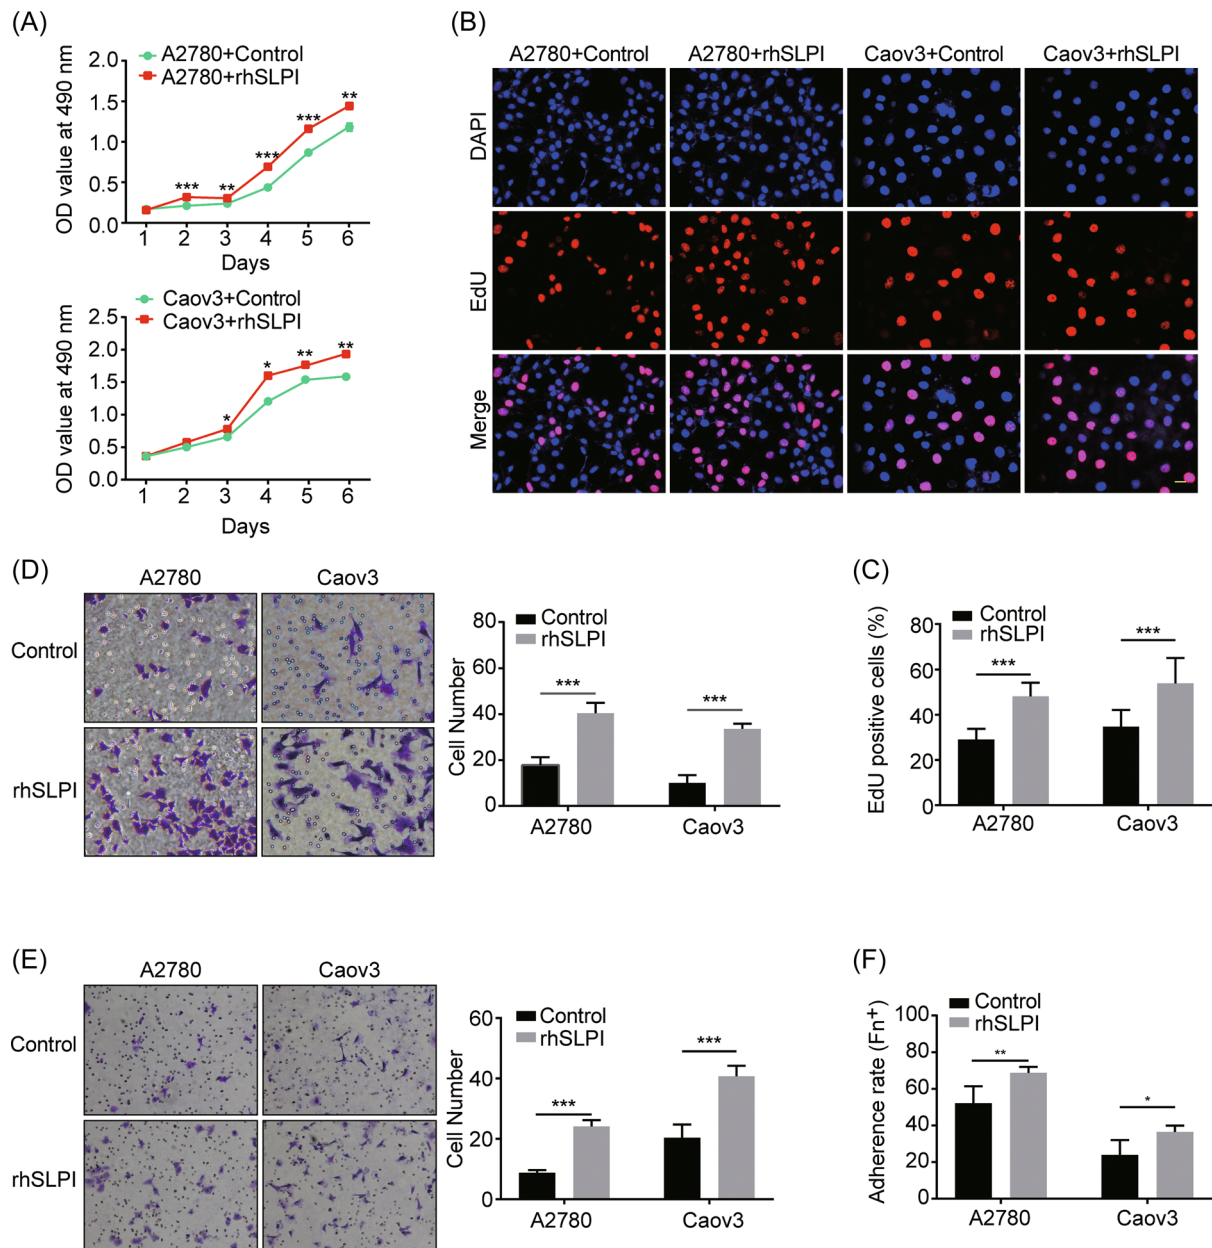 (A)
A2780+Control
A2780+rhSLPI
OD value at 490 nm
2.0
1.5
1.0
0.5
0.0
***
**
***
***
**
1 2 3 4 5 6
Days
Caov3+Control
Caov3+rhSLPI
OD value at 490 nm
2.5
2.0
1.5
1.0
0.5
0.0
*
*
**
**
1 2 3 4 5 6
Days
(B)
A2780+Control A2780+rhSLPI Caov3+Control Caov3+rhSLPI
DAPI
EdU
Merge
(D)
A2780 Caov3
Control
rhSLPI
Control
rhSLPI
Cell Number
80
60
40
20
0
*** ***
A2780 Caov3
(C)
Control
rhSLPI
EdU positive cells (%)
80
60
40
20
0
*** ***
A2780 Caov3
(E)
A2780 Caov3
Control
rhSLPI
Control
rhSLPI
Cell Number
60
40
20
0
*** ***
A2780 Caov3
(F)
Control
rhSLPI
Adherence rate (Fn⁺)
100
80
60
40
20
0
** *
A2780 Caov3